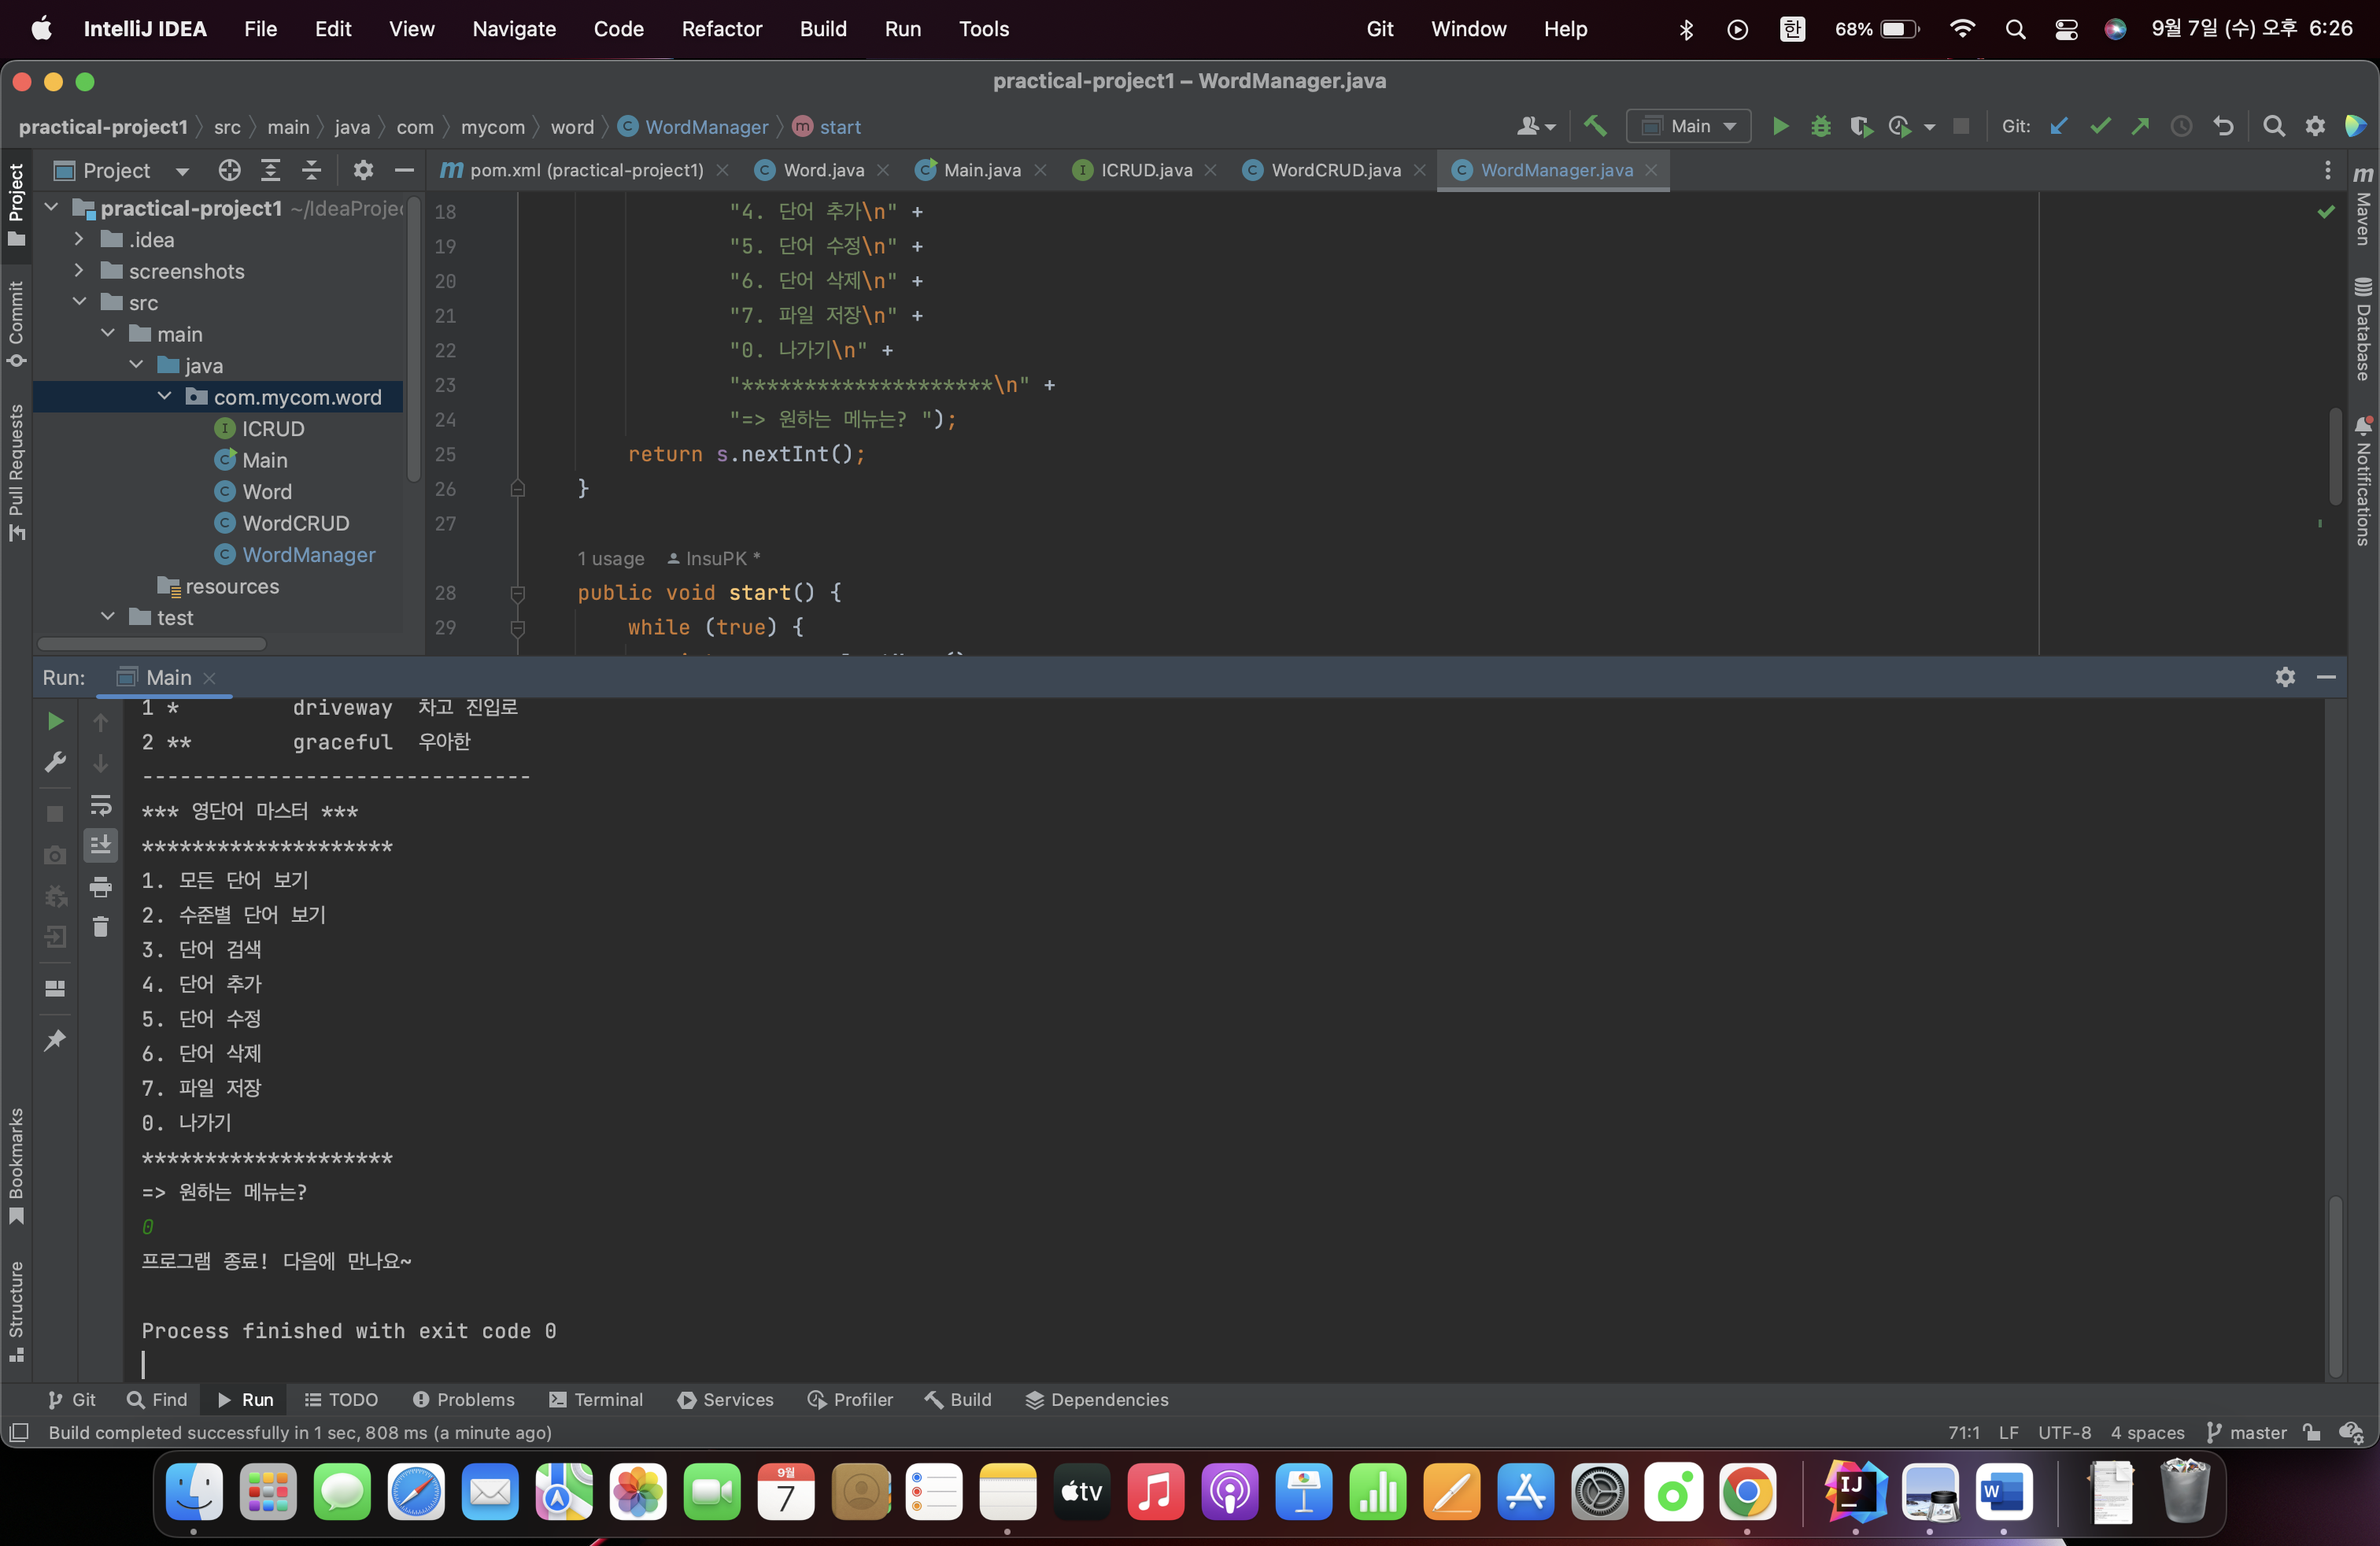 IntelliJ IDEA File Edit View Navigate Code Refactor Build Run Tools Git Window Help 한 68% 9월 7일 (수) 오후 6:26
practical-project1 – WordManager.java
practical-project1 src main java com mycom word C WordManager m start Main Git:
Project m pom.xml (practical-project1) C Word.java C Main.java I ICRUD.java C WordCRUD.java C WordManager.java
Project
Commit
Pull Requests
Bookmarks
Structure
practical-project1 ~/IdeaProje
.idea
screenshots
src
main
java
com.mycom.word
I ICRUD
C Main
C Word
C WordCRUD
C WordManager
resources
test
18 "4. 단어 추가\n" +
19 "5. 단어 수정\n" +
20 "6. 단어 삭제\n" +
21 "7. 파일 저장\n" +
22 "0. 나가기\n" +
23 "********************\n" +
24 "=> 원하는 메뉴는? ");
25 return s.nextInt();
26 }
27
1 usage InsuPK *
28 public void start() {
29 while (true) {
m Maven
Database
Notifications
Run: Main
1 * driveway 차고 진입로
2 ** graceful 우아한
-------------------------------
*** 영단어 마스터 ***
********************
1. 모든 단어 보기
2. 수준별 단어 보기
3. 단어 검색
4. 단어 추가
5. 단어 수정
6. 단어 삭제
7. 파일 저장
0. 나가기
********************
=> 원하는 메뉴는?
0
프로그램 종료! 다음에 만나요~
Process finished with exit code 0
Git Find Run TODO Problems Terminal Services Profiler Build Dependencies
Build completed successfully in 1 sec, 808 ms (a minute ago) 71:1 LF UTF-8 4 spaces master
9월
7
tv
IJ
W